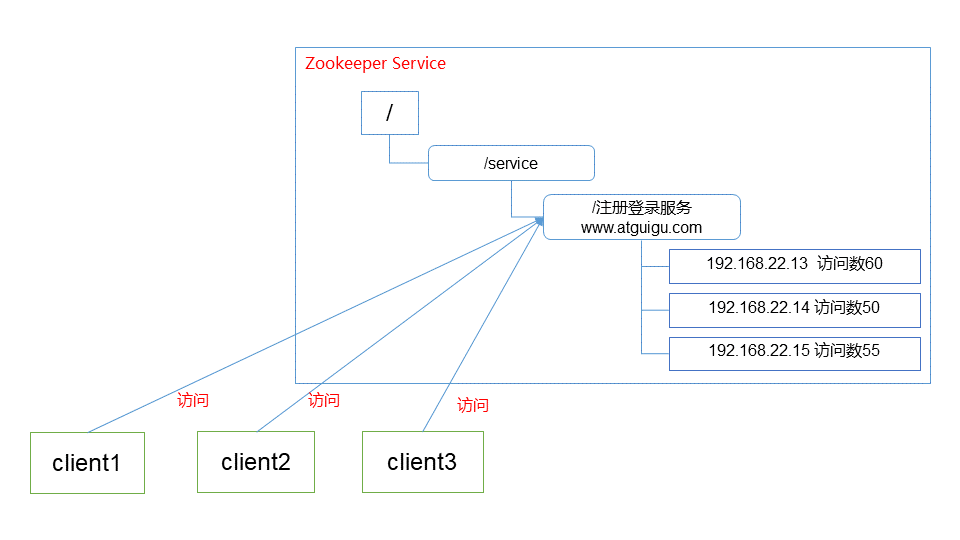 Zookeeper Service
/
/service
/注册登录服务
www.atguigu.com
192.168.22.13 访问数60
192.168.22.14 访问数50
192.168.22.15 访问数55
访问
访问
访问
client1
client2
client3